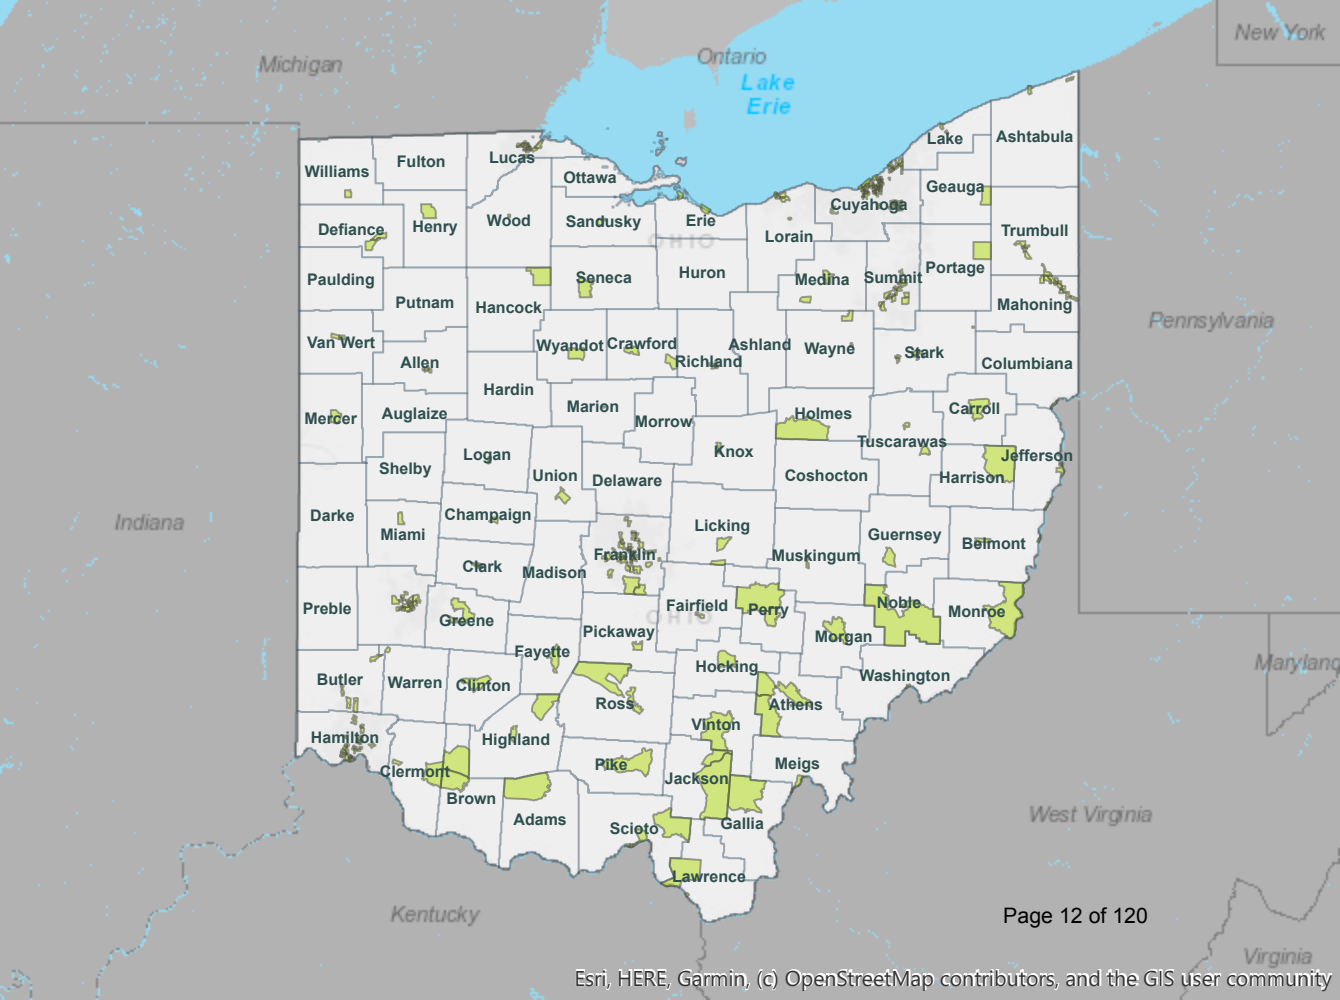 New York
Ontario
Michigan
Lake
Erie
Ashtabula
Lake
Lucas
Fulton
Williams
Ottawa
Geauga
Cuyahoga
Wood
Sandusky
Erie
Henry
Defiance
Trumbull
Lorain
OHIO
Portage
Huron
Seneca
Medina
Summit
Paulding
Putnam
Hancock
Mahoning
Pennsylvania
Van Wert
Wyandot
Crawford
Ashland
Wayne
Stark
Allen
Richland
Columbiana
Hardin
Marion
Mercer
Auglaize
Morrow
Holmes
Carroll
Tuscarawas
Knox
Logan
Jefferson
Shelby
Union
Delaware
Coshocton
Harrison
Darke
Champaign
Indiana
Licking
Miami
Guernsey
Belmont
Franklin
Muskingum
Clark
Madison
Preble
Fairfield
Perry
Noble
Monroe
OHIO
Greene
Pickaway
Morgan
Fayette
Maryland
Hocking
Washington
Butler
Warren
Clinton
Ross
Athens
Vinton
Hamilton
Highland
Pike
Meigs
Clermont
Jackson
Brown
Adams
Scioto
Gallia
West Virginia
Lawrence
Kentucky
Page 12 of 120
Virginia
Esri, HERE, Garmin, (c) OpenStreetMap contributors, and the GIS user community